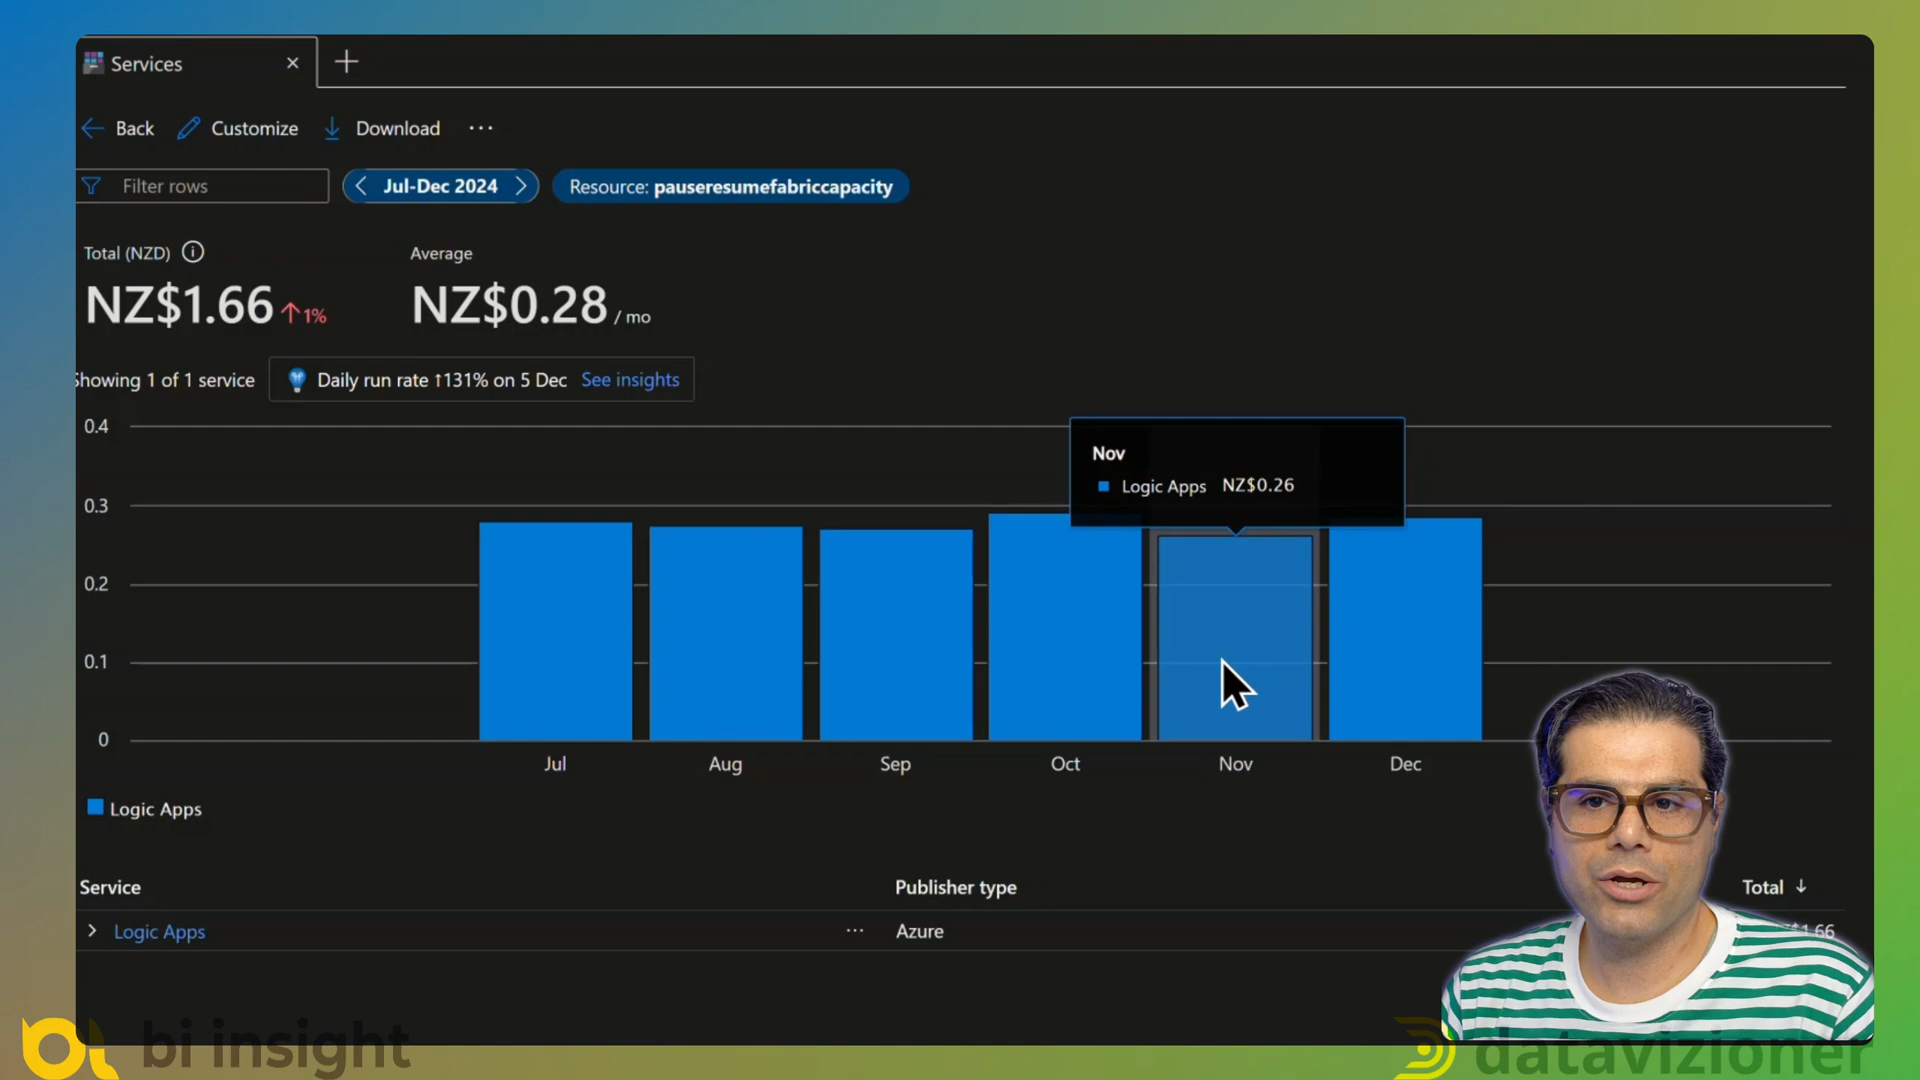 Services
Back Customize Download ...
Filter rows
Jul-Dec 2024
Resource: pauseresumefabriccapacity
Total (NZD)
Average
NZ$1.66 ↑1%
NZ$0.28 / mo
Showing 1 of 1 service
Daily run rate ↑131% on 5 Dec See insights
0.4
0.3
0.2
0.1
0
Nov
Logic Apps NZ$0.26
Jul Aug Sep Oct Nov Dec
Logic Apps
Service Publisher type Total ↓
Logic Apps ... Azure $1.66
bi insight
datavizioner